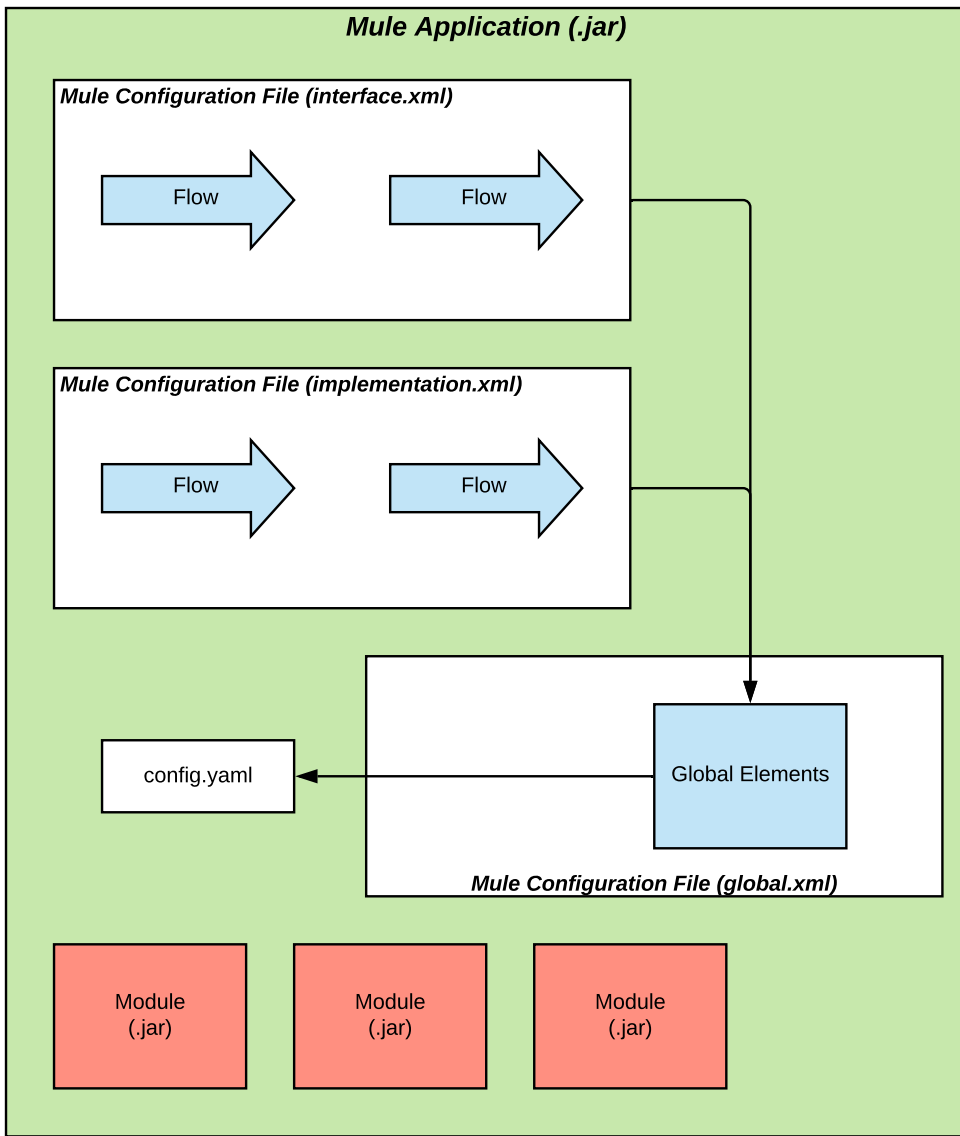 Mule Application (.jar)
Mule Configuration File (interface.xml)
Flow
Flow
Mule Configuration File (implementation.xml)
Flow
Flow
config.yaml
Global Elements
Mule Configuration File (global.xml)
Module
(.jar)
Module
(.jar)
Module
(.jar)